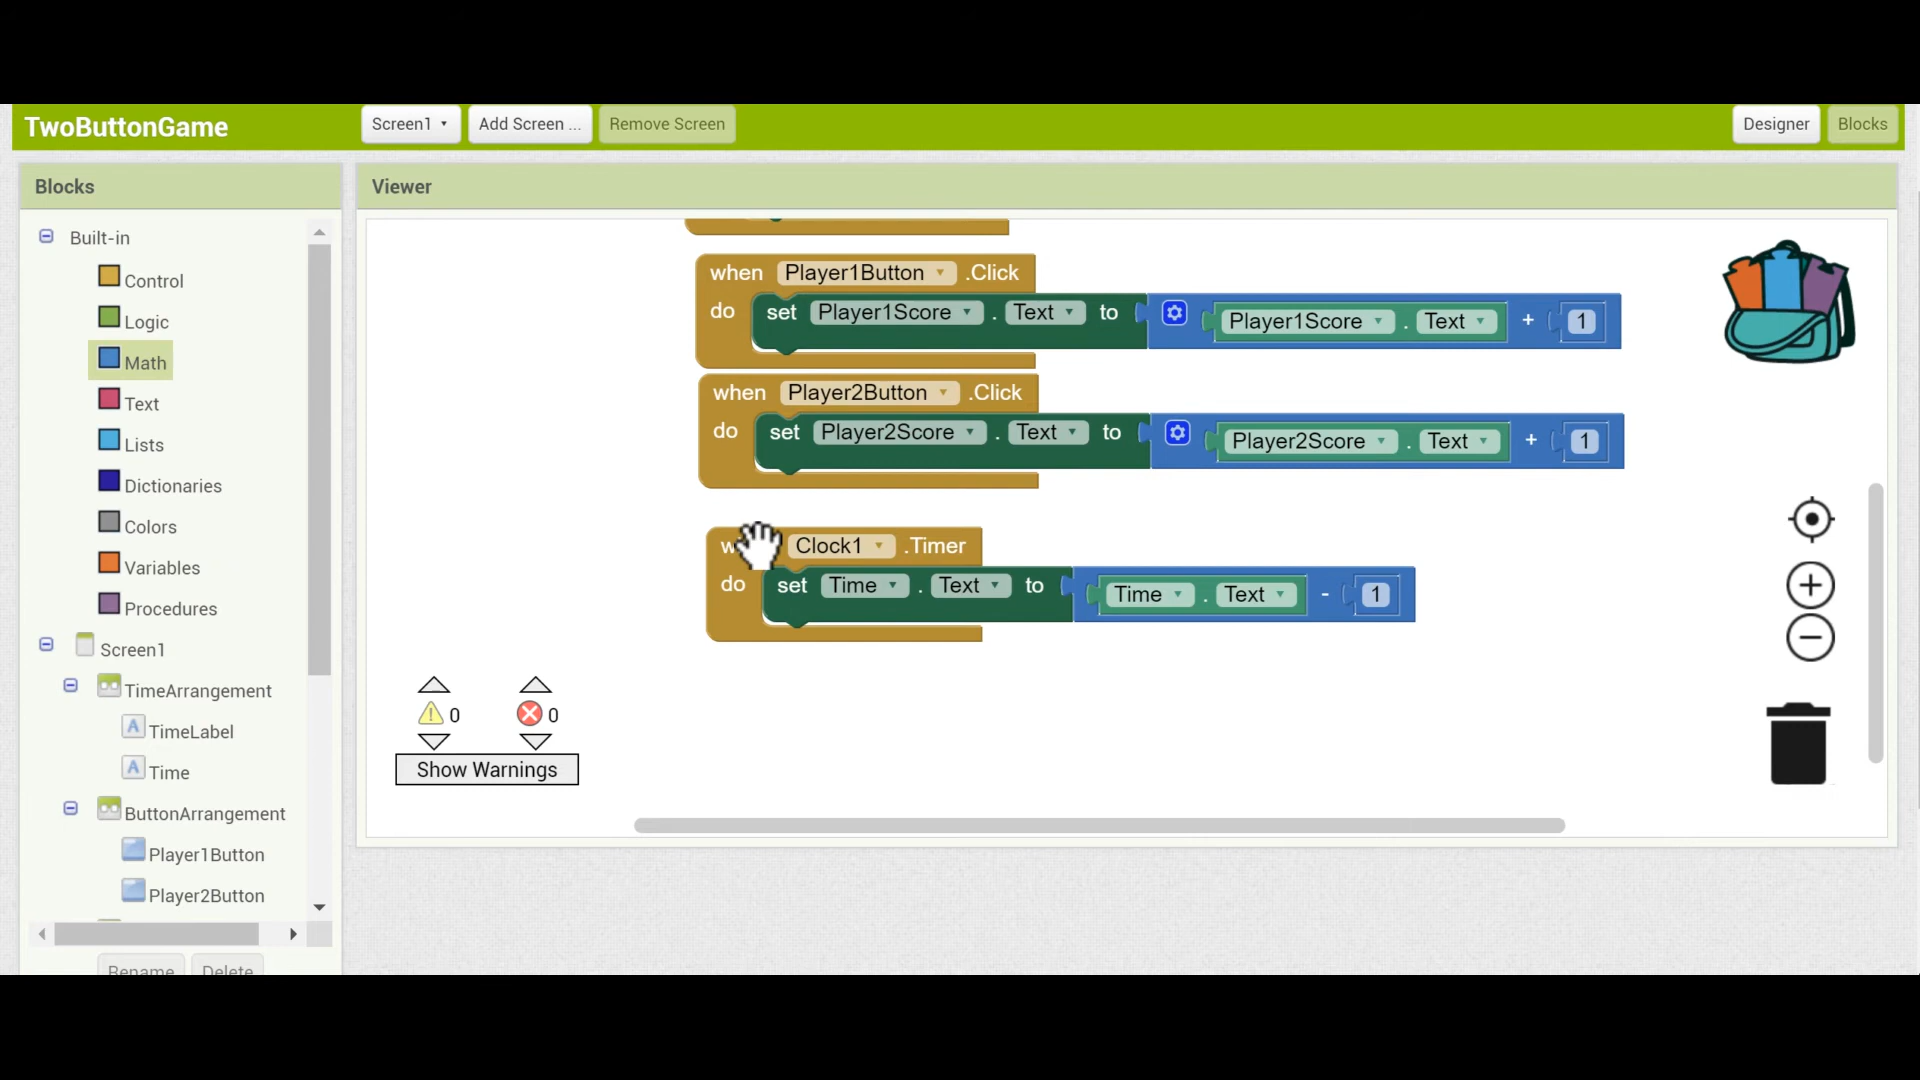 TwoButtonGame
Screen1
Add Screen ...
Remove Screen
Designer
Blocks
Blocks
Viewer
Built-in
Control
Logic
Math
Text
Lists
Dictionaries
Colors
Variables
Procedures
Screen1
TimeArrangement
TimeLabel
Time
ButtonArrangement
Player1Button
Player2Button
Rename
Delete
when Player1Button .Click
do set Player1Score . Text to Player1Score . Text + 1
when Player2Button .Click
do set Player2Score . Text to Player2Score . Text + 1
Clock1 .Timer
do set Time . Text to Time . Text - 1
0 0
Show Warnings